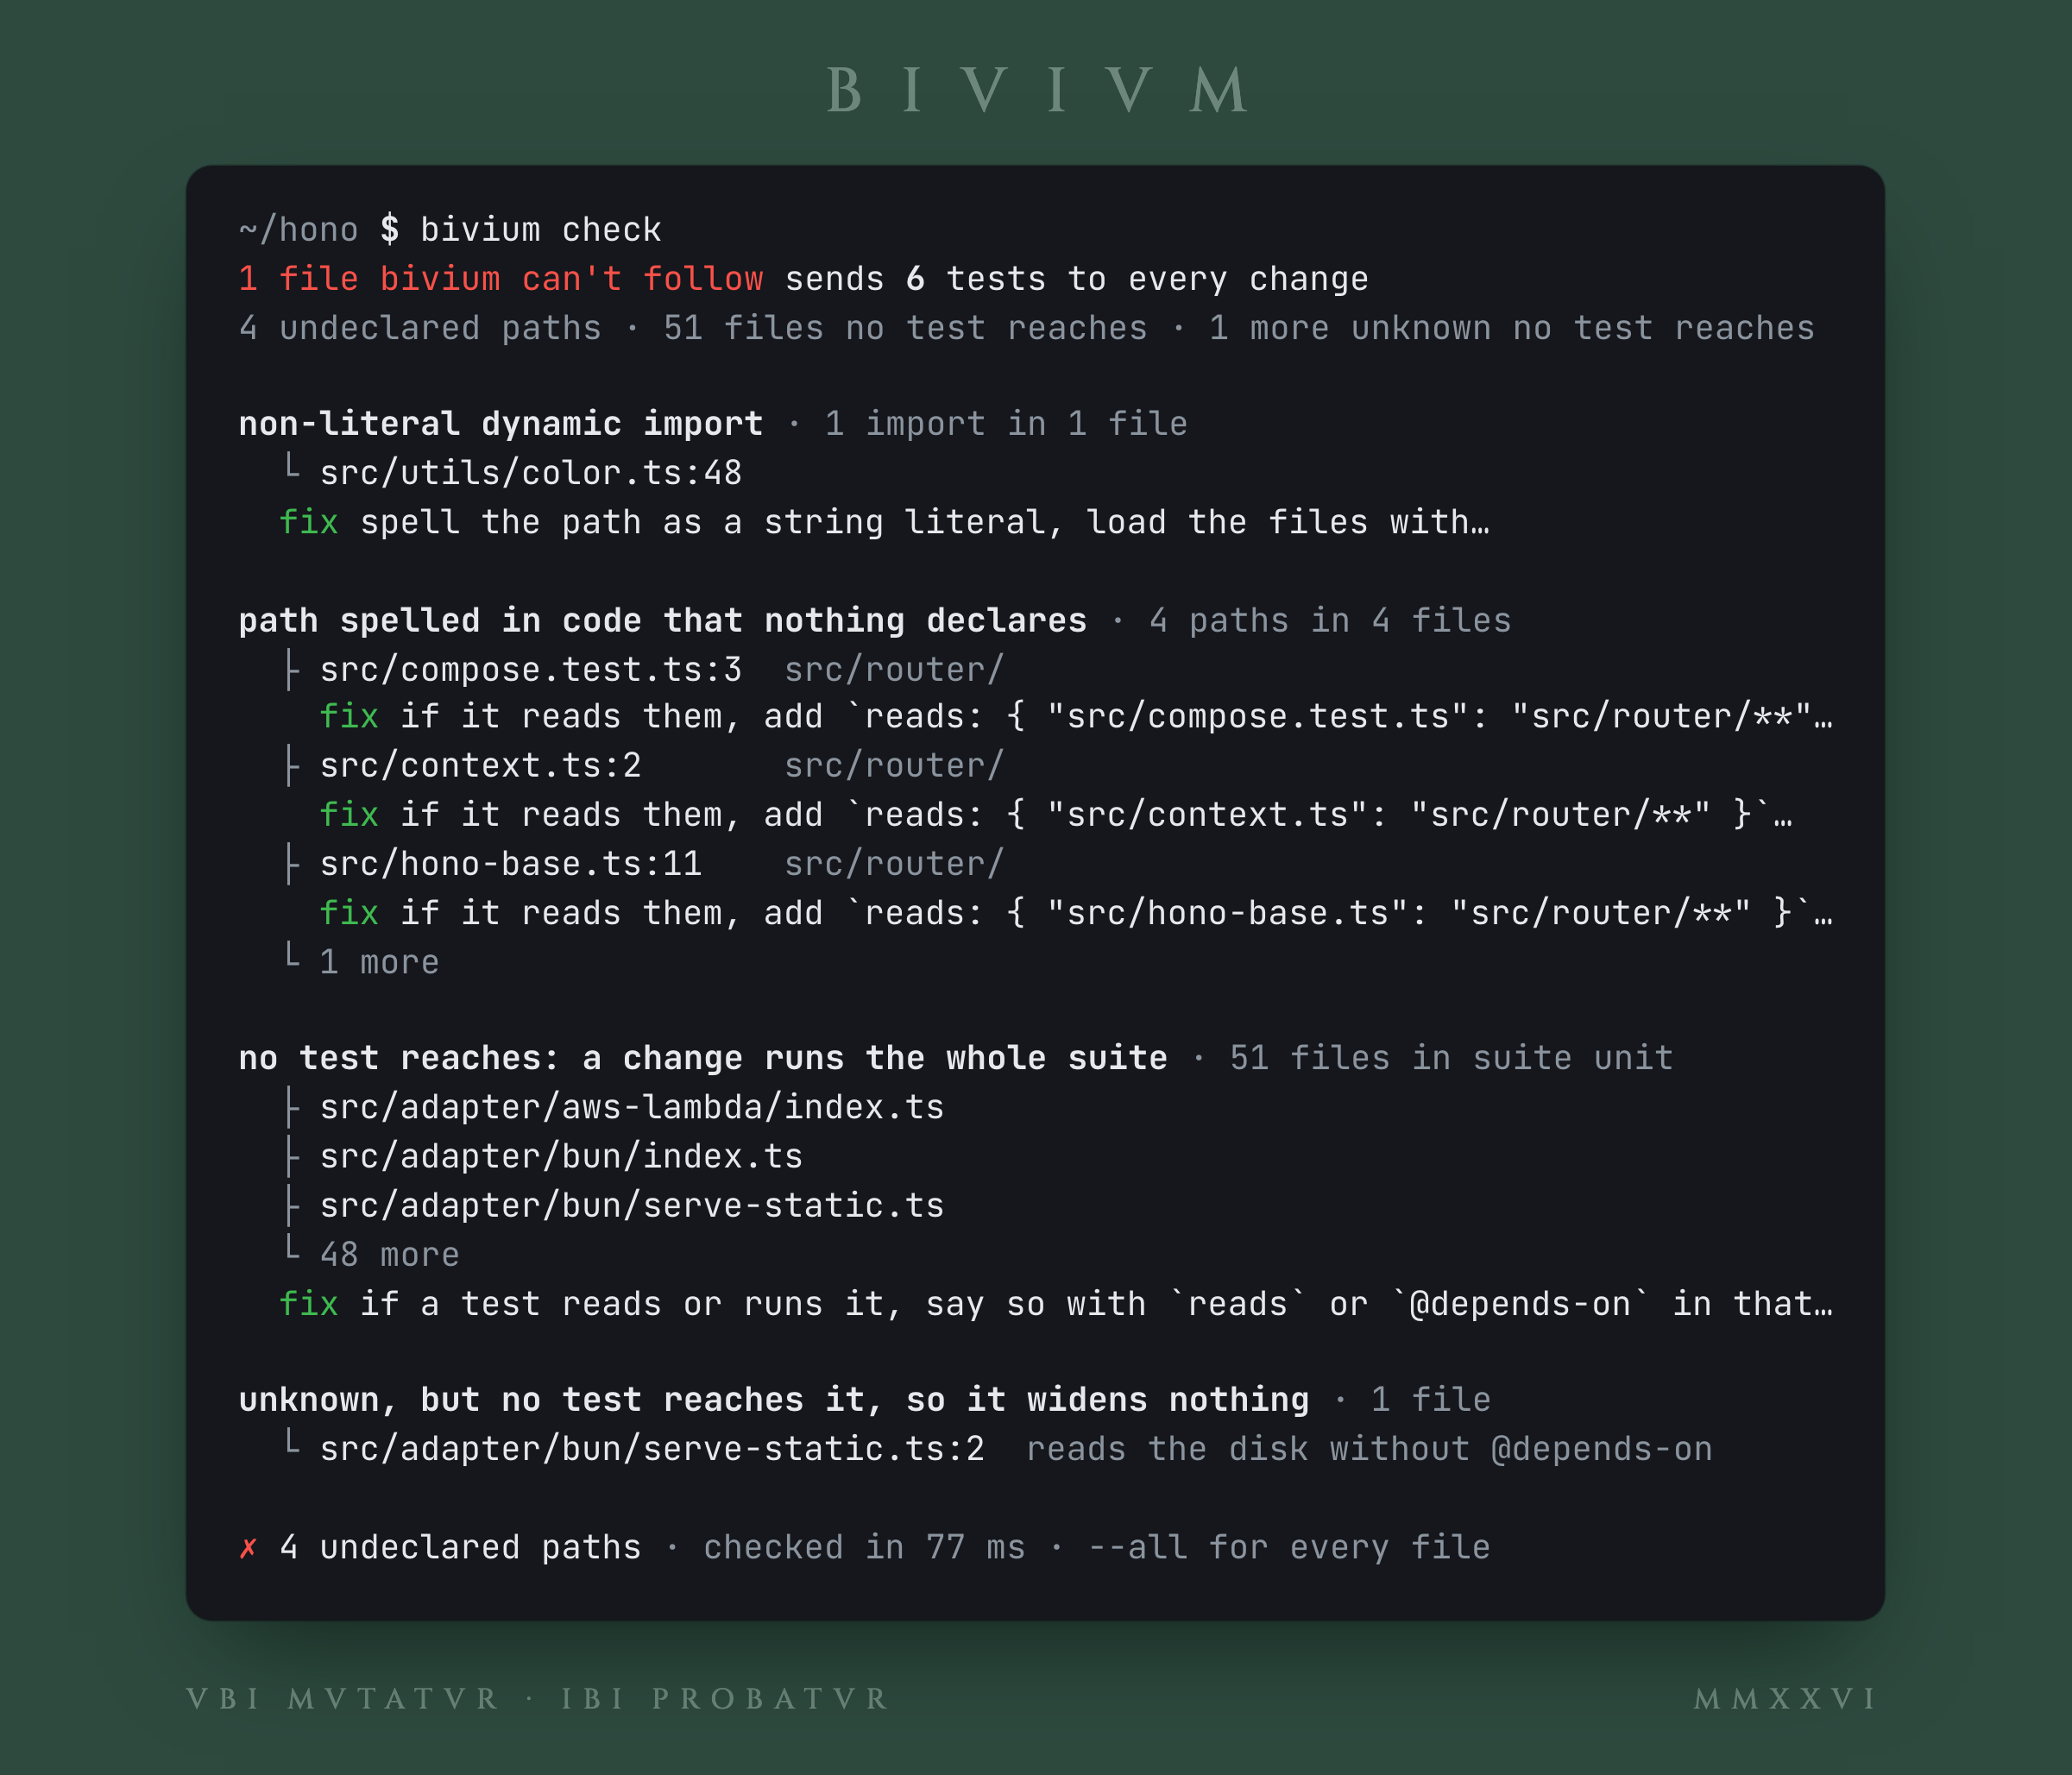 BIVIVM
~/hono $ bivium check
1 file bivium can't follow sends 6 tests to every change
4 undeclared paths · 51 files no test reaches · 1 more unknown no test reaches
non-literal dynamic import · 1 import in 1 file
└ src/utils/color.ts:48
fix spell the path as a string literal, load the files with…
path spelled in code that nothing declares · 4 paths in 4 files
├ src/compose.test.ts:3  src/router/
fix if it reads them, add `reads: { "src/compose.test.ts": "src/router/**"…
├ src/context.ts:2       src/router/
fix if it reads them, add `reads: { "src/context.ts": "src/router/**" }`…
├ src/hono-base.ts:11    src/router/
fix if it reads them, add `reads: { "src/hono-base.ts": "src/router/**" }`…
└ 1 more
no test reaches: a change runs the whole suite · 51 files in suite unit
├ src/adapter/aws-lambda/index.ts
├ src/adapter/bun/index.ts
├ src/adapter/bun/serve-static.ts
└ 48 more
fix if a test reads or runs it, say so with `reads` or `@depends-on` in that…
unknown, but no test reaches it, so it widens nothing · 1 file
└ src/adapter/bun/serve-static.ts:2  reads the disk without @depends-on
✗ 4 undeclared paths · checked in 77 ms · --all for every file
VBI MVTATVR · IBI PROBATVR
MMXXVI